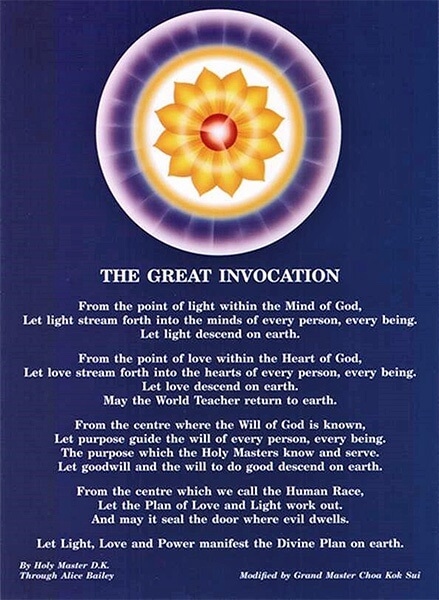 THE GREAT INVOCATION
From the point of light within the Mind of God,
Let light stream forth into the minds of every person, every being.
Let light descend on earth.
From the point of love within the Heart of God,
Let love stream forth into the hearts of every person, every being.
Let love descend on earth.
May the World Teacher return to earth.
From the centre where the Will of God is known,
Let purpose guide the will of every person, every being.
The purpose which the Holy Masters know and serve.
Let goodwill and the will to do good descend on earth.
From the centre which we call the Human Race,
Let the Plan of Love and Light work out.
And may it seal the door where evil dwells.
Let Light, Love and Power manifest the Divine Plan on earth.
By Holy Master D.K.
Through Alice Bailey
Modified by Grand Master Choa Kok Sui